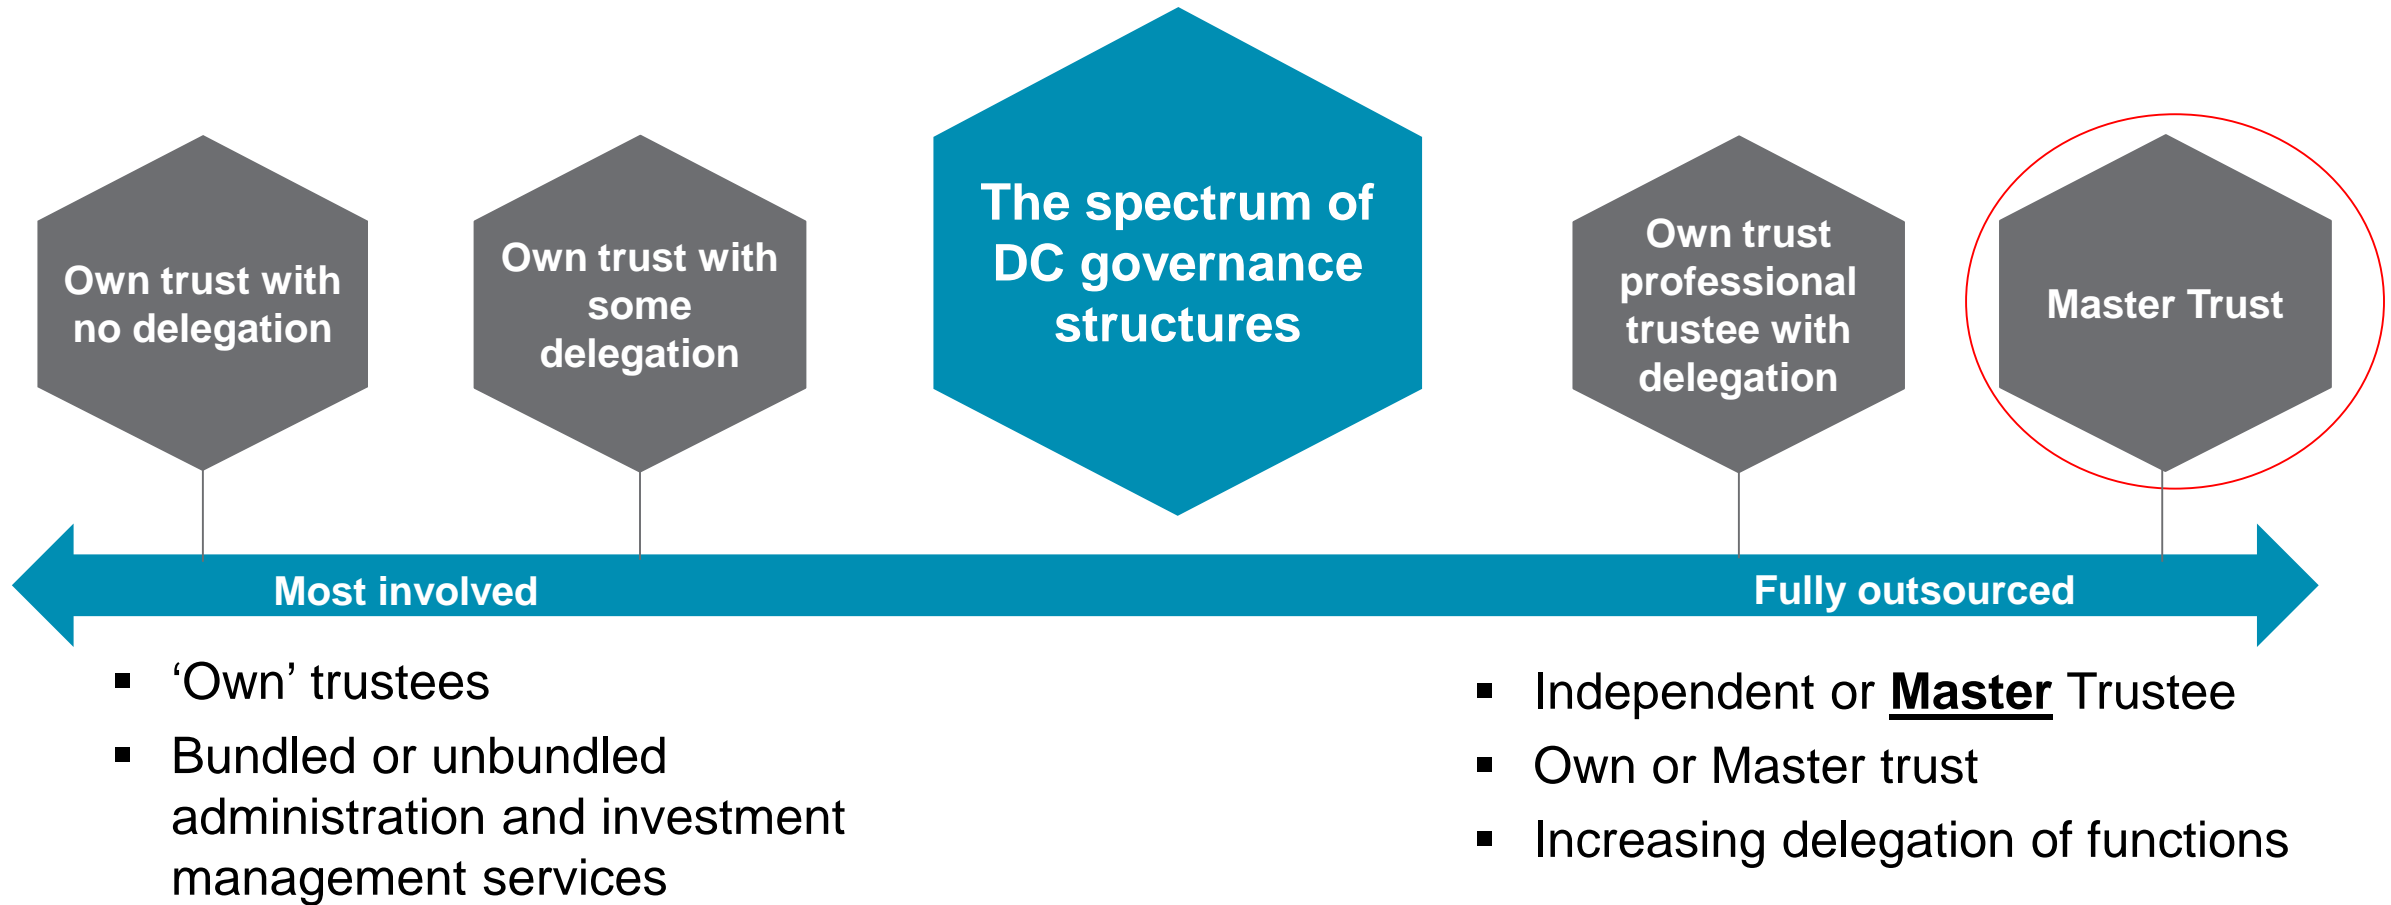 Own trust with
no delegation
Own trust with
some
delegation
The spectrum of
DC governance
structures
Own trust
professional
trustee with
delegation
Master Trust
Most involved
Fully outsourced
▪ ‘Own’ trustees
▪ Bundled or unbundled
administration and investment
management services
▪ Independent or Master Trustee
▪ Own or Master trust
▪ Increasing delegation of functions